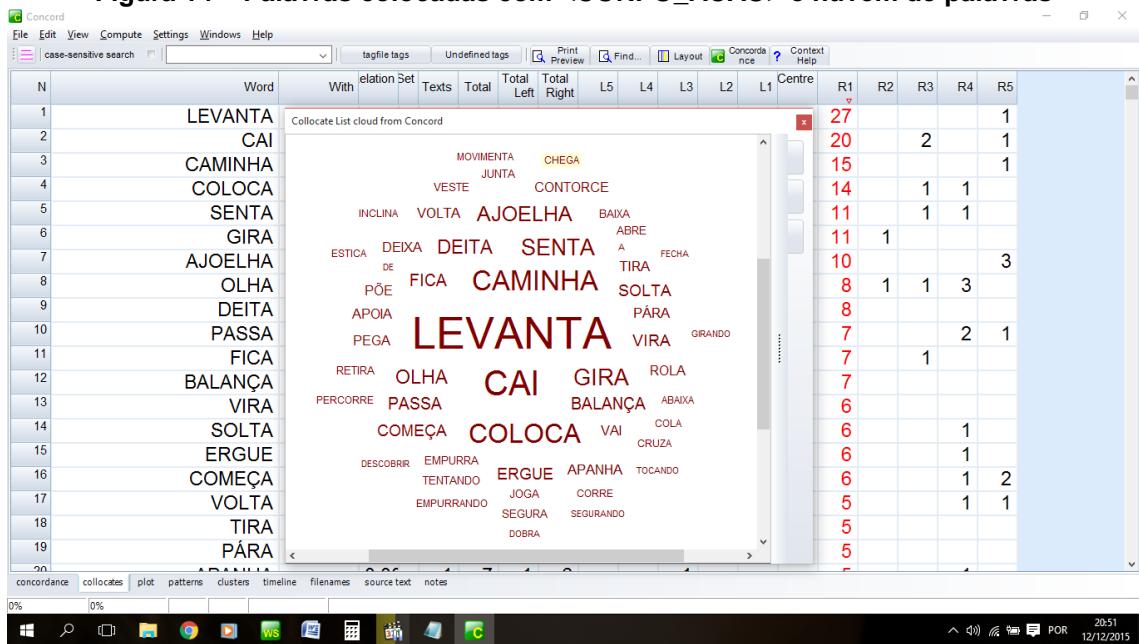 Concord
File Edit View Compute Settings Windows Help
case-sensitive search tagfile tags Undefined tags Print Preview Find... Layout Concordance ? Context Help
N Word With elation Set Texts Total Total Left Total Right L5 L4 L3 L2 L1 Centre R1 R2 R3 R4 R5
1 LEVANTA 27 1
2 CAI 20 2 1
3 CAMINHA 15 1
4 COLOCA 14 1 1
5 SENTA 11 1 1
6 GIRA 11 1
7 AJOELHA 10 3
8 OLHA 8 1 1 3
9 DEITA 8
10 PASSA 7 2 1
11 FICA 7 1
12 BALANÇA 7
13 VIRA 6
14 SOLTA 6 1
15 ERGUE 6 1
16 COMEÇA 6 1 2
17 VOLTA 5 1 1
18 TIRA 5
19 PÁRA 5
20
Collocate List cloud from Concord x
MOVIMENTA CHEGA
JUNTA
VESTE CONTORCE
INCLINA VOLTA AJOELHA BAIXA
ABRE
ESTICA DEIXA DEITA SENTA A FECHA
DE TIRA
PÕE FICA CAMINHA SOLTA
APOIA PÁRA
PEGA LEVANTA VIRA GIRANDO
RETIRA OLHA CAI GIRA ROLA
PERCORRE PASSA BALANÇA ABAIXA
COMEÇA COLOCA VAI COLA
CRUZA
DESCOBRIR EMPURRA ERGUE APANHA TOCANDO
TENTANDO
EMPURRANDO JOGA CORRE
SEGURA SEGURANDO
DOBRA
concordance collocates plot patterns clusters timeline filenames source text notes
0% 0%
WS
POR 20:51
12/12/2015